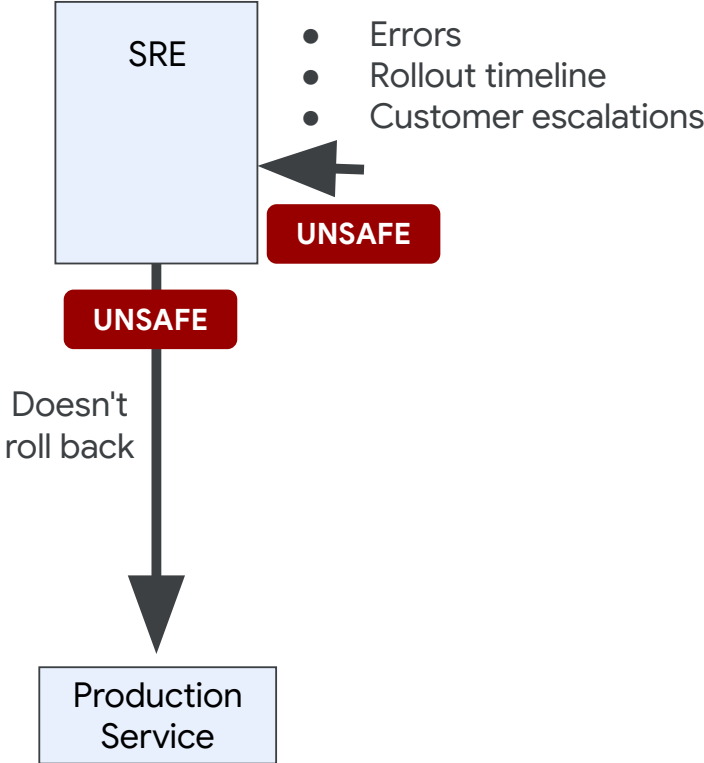 SRE
● Errors
● Rollout timeline
● Customer escalations
UNSAFE
UNSAFE
Doesn't
roll back
Production
Service